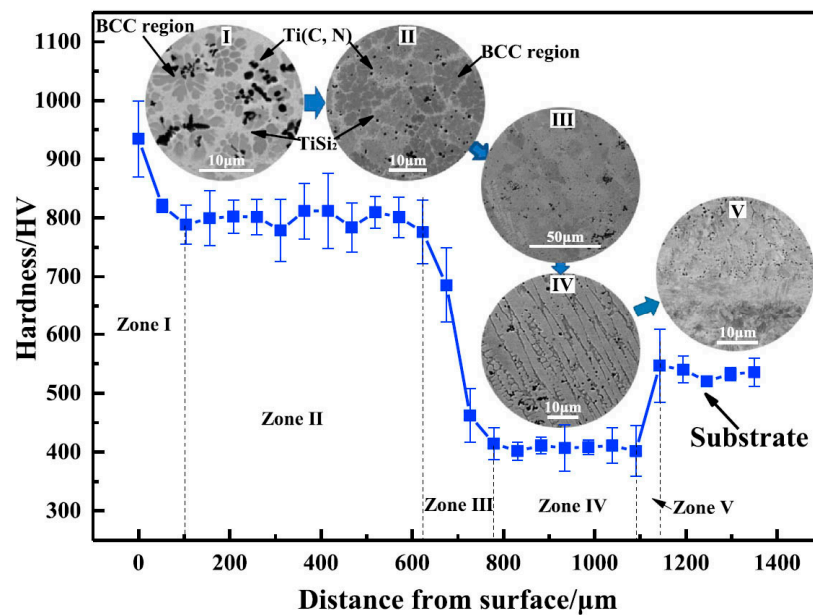 1100
1000
900
800
700
600
500
400
300
Hardness/HV
BCC region
I
Ti(C, N)
II
BCC region
TiSi₂
10μm
10μm
III
50μm
IV
10μm
V
10μm
Zone I
Zone II
Zone III
Zone IV
Zone V
Substrate
0
200
400
600
800
1000
1200
1400
Distance from surface/μm